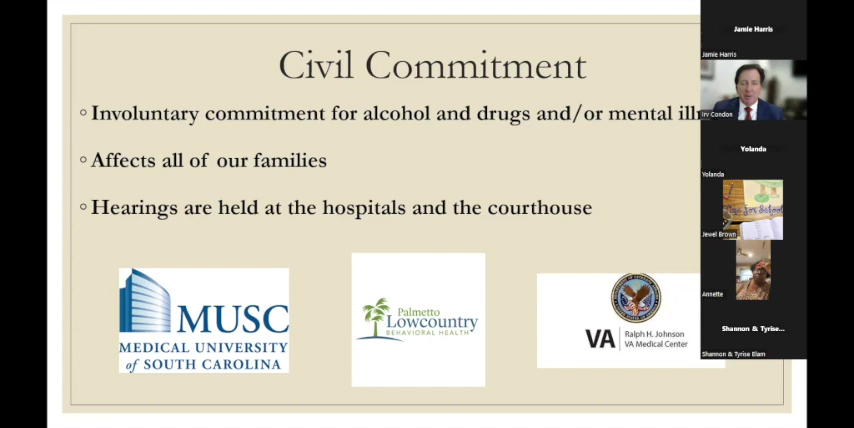 Civil Commitment
◦ Involuntary commitment for alcohol and drugs and/or mental ill
◦ Affects all of our families
◦ Hearings are held at the hospitals and the courthouse
MUSC
MEDICAL UNIVERSITY
of SOUTH CAROLINA
Palmetto
Lowcountry
BEHAVIORAL HEALTH
VA
Ralph H. Johnson
VA Medical Center
Jamie Harris
Jamie Harris
Irv Condon
Yolanda
Yolanda
for School
Jewel Brown
Annette
Shannon & Tyrise...
Shannon & Tyrise Elam